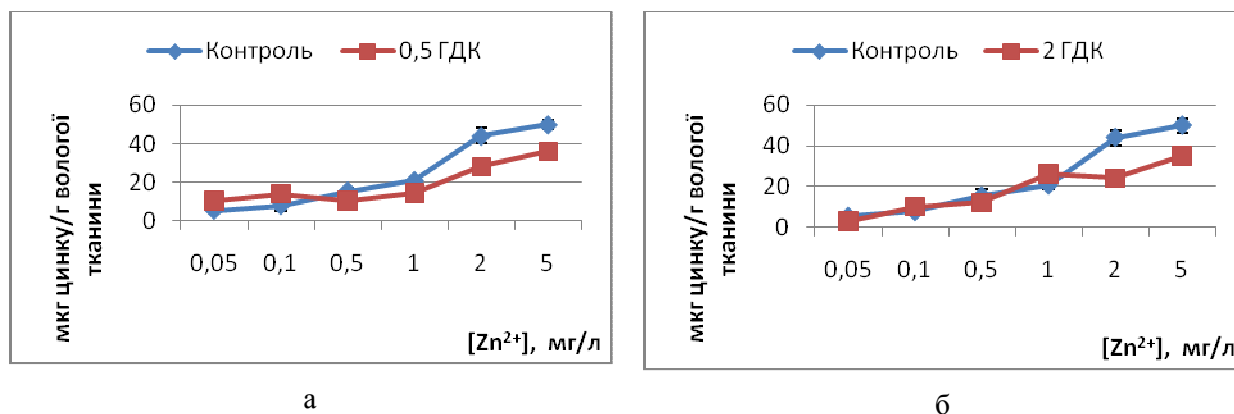 Контроль 0,5 ГДК
мкг цинку/г вологої
тканини
60
40
20
0
0,05 0,1 0,5 1 2 5
[Zn²⁺], мг/л
а
Контроль 2 ГДК
мкг цинку/г вологої
тканини
60
40
20
0
0,05 0,1 0,5 1 2 5
[Zn²⁺], мг/л
б